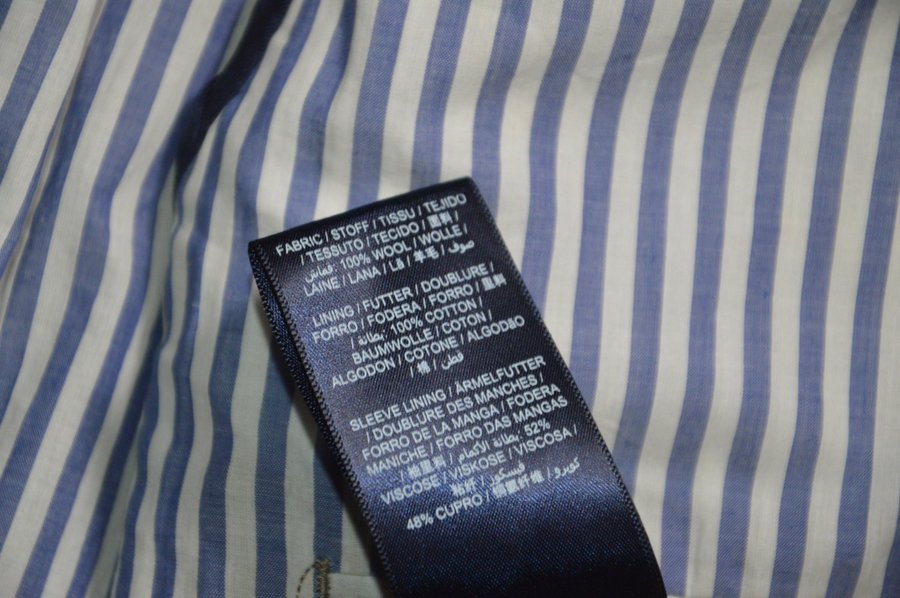 FABRIC / STOFF / TISSU / TEJIDO
/ TESSUTO / TECIDO / 面料 /
قماش 100% WOOL / WOLLE /
LAINE / LANA / Lã / 羊毛 / صوف
LINING / FUTTER / DOUBLURE /
FORRO / FODERA / FORRO / 里料
/ بطانة 100% COTTON /
BAUMWOLLE / COTON /
ALGODON / COTONE / ALGODSO
/ 棉 / قطن
SLEEVE LINING / ÄRMELFUTTER
/ DOUBLURE DES MANCHES /
FORRO DE LA MANGA / FODERA
MANICHE / FORRO DAS MANGAS
/ 袖里料 / بطانة الأكمام 52%
VISCOSE / VISKOSE / VISCOSA /
粘纤 / فيسكوز /
48% CUPRO / 铜氨纤维 / كوبرو